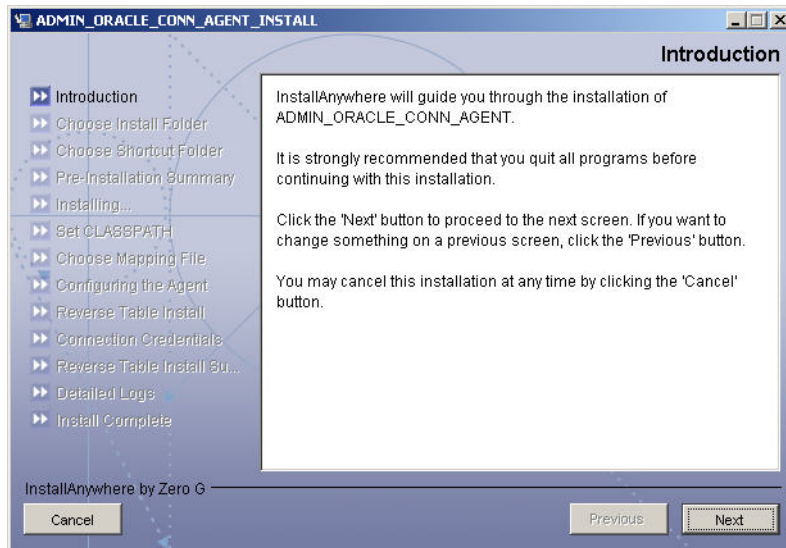 ADMIN_ORACLE_CONN_AGENT_INSTALL
Introduction
Introduction
Choose Install Folder
Choose Shortcut Folder
Pre-Installation Summary
Installing...
Set CLASSPATH
Choose Mapping File
Configuring the Agent
Reverse Table Install
Connection Credentials
Reverse Table Install Su...
Detailed Logs
Install Complete
InstallAnywhere will guide you through the installation of
ADMIN_ORACLE_CONN_AGENT.
It is strongly recommended that you quit all programs before
continuing with this installation.
Click the 'Next' button to proceed to the next screen. If you want to
change something on a previous screen, click the 'Previous' button.
You may cancel this installation at any time by clicking the 'Cancel'
button.
InstallAnywhere by Zero G
Cancel
Previous
Next